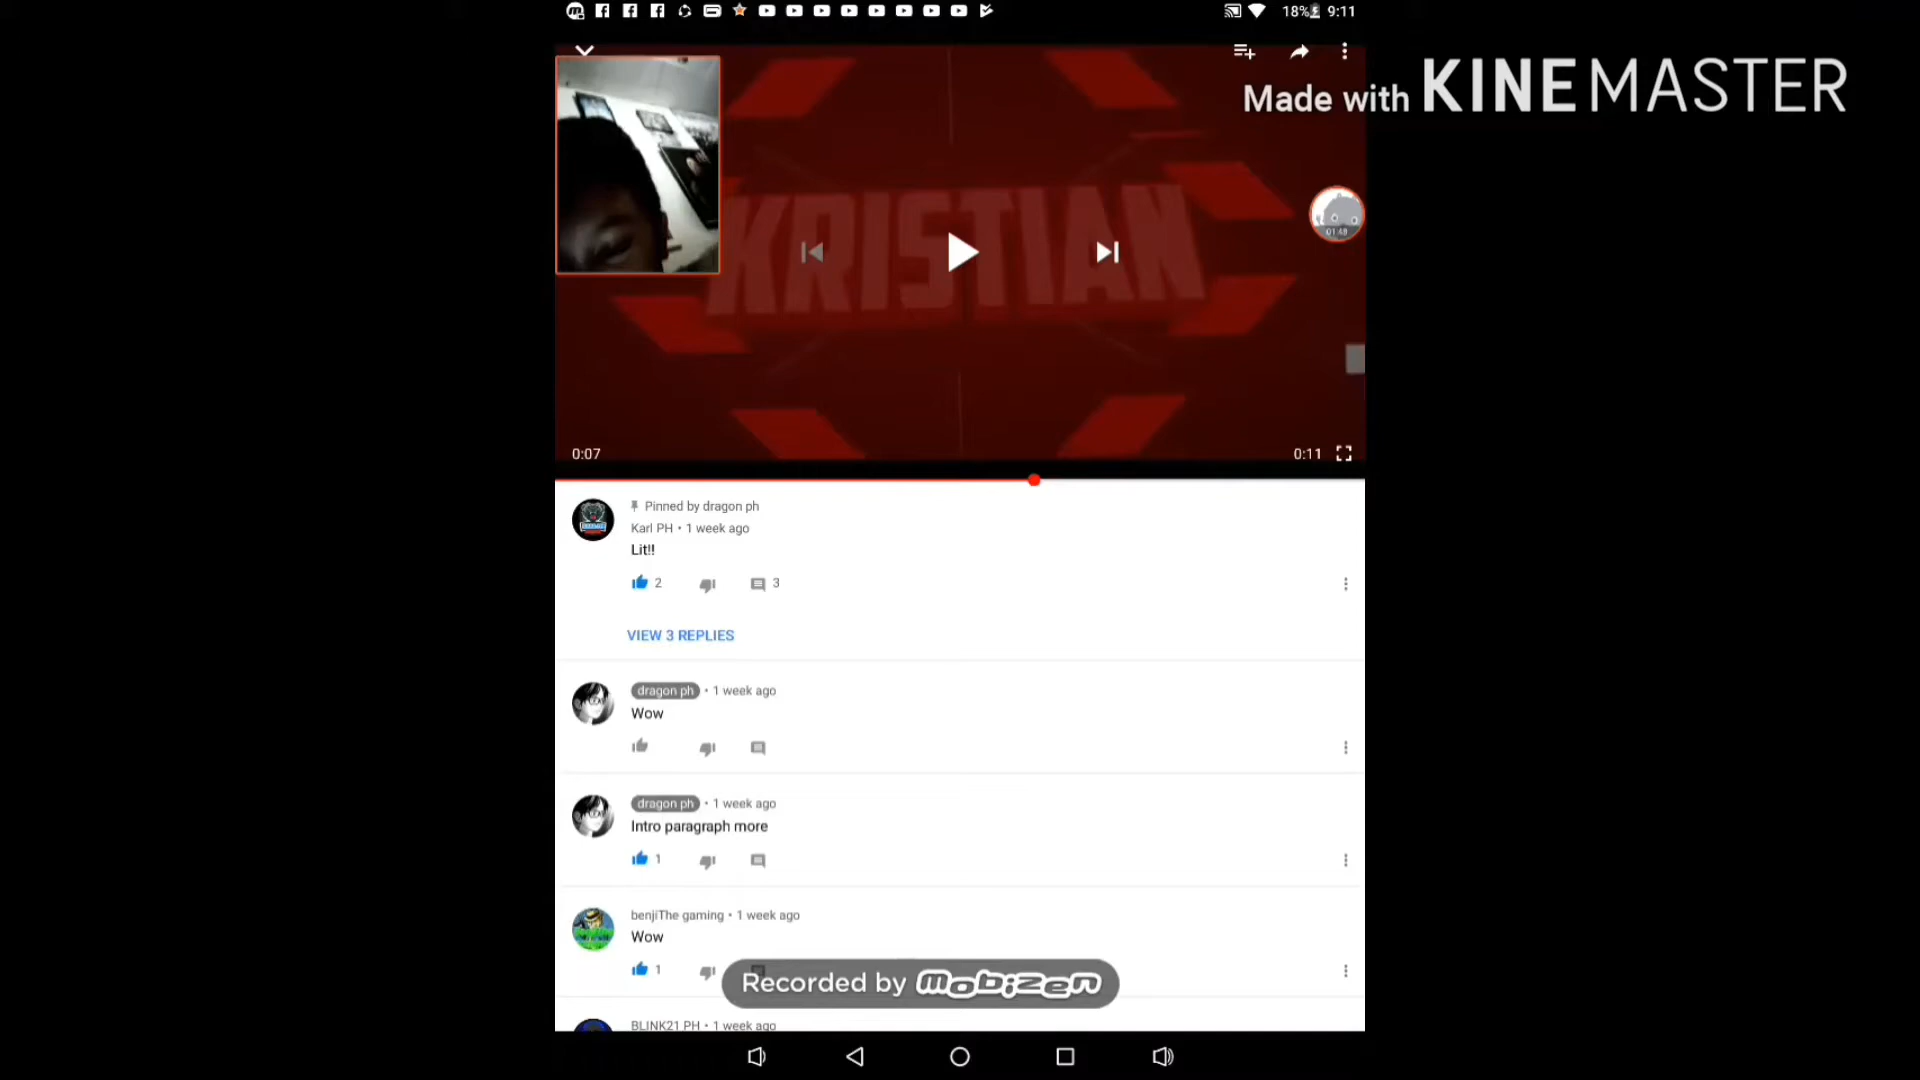 18% 9:11
Made with KINEMASTER
KRISTIAN
01:48
0:07
0:11
Pinned by dragon ph
Karl PH • 1 week ago
Lit!!
2
3
VIEW 3 REPLIES
dragon ph • 1 week ago
Wow
dragon ph • 1 week ago
Intro paragraph more
1
benjiThe gaming • 1 week ago
Wow
1
Recorded by mobizen
BLINK21 PH • 1 week ago